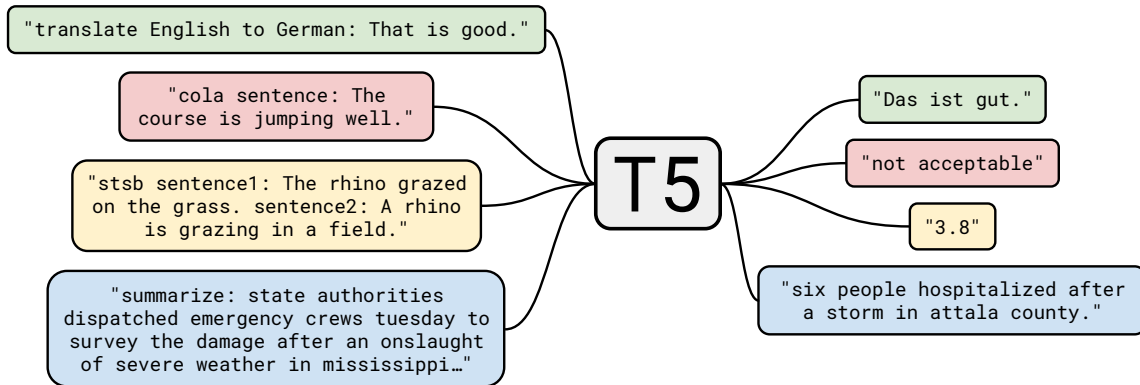 "translate English to German: That is good."
"cola sentence: The
course is jumping well."
"stsb sentence1: The rhino grazed
on the grass. sentence2: A rhino
is grazing in a field."
"summarize: state authorities
dispatched emergency crews tuesday to
survey the damage after an onslaught
of severe weather in mississippi…"
T5
"Das ist gut."
"not acceptable"
"3.8"
"six people hospitalized after
a storm in attala county."